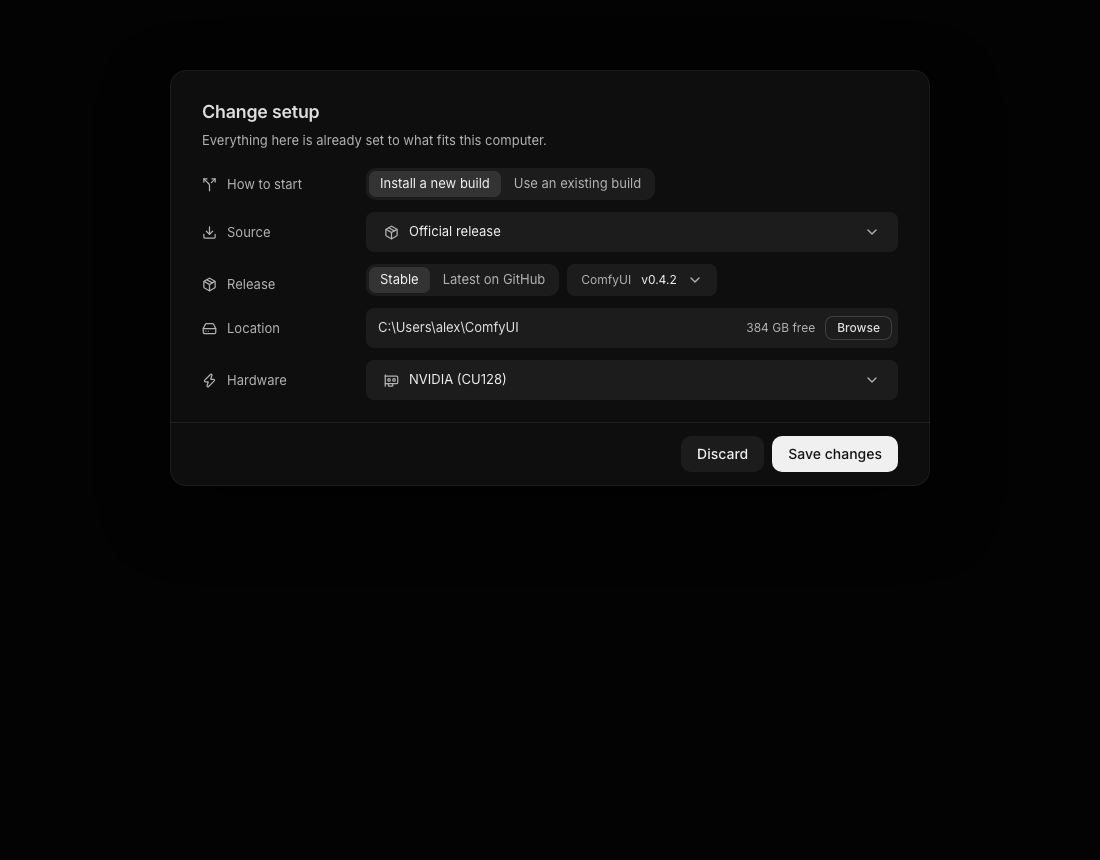 Change setup
Everything here is already set to what fits this computer.
How to start Install a new build Use an existing build
Source Official release
Release Stable Latest on GitHub ComfyUI v0.4.2
Location C:\Users\alex\ComfyUI 384 GB free Browse
Hardware NVIDIA (CU128)
Discard Save changes